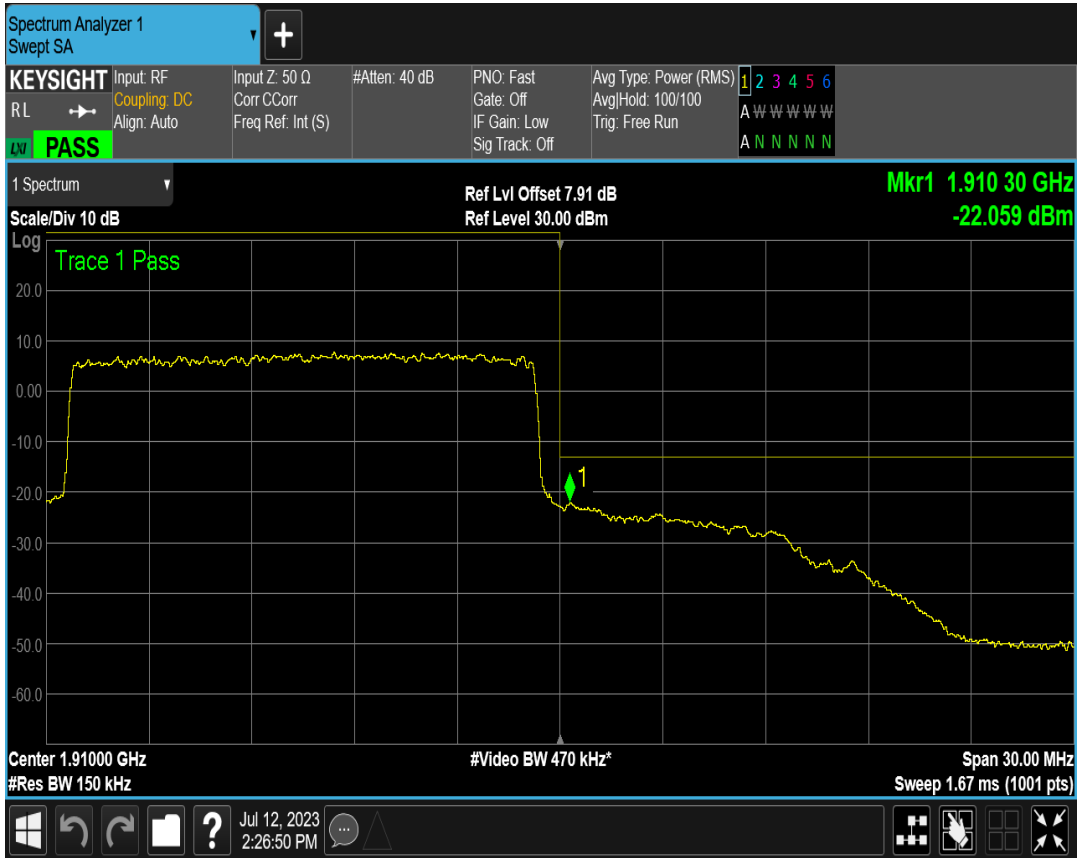 Spectrum Analyzer 1
Swept SA
+
KEYSIGHT
RL
LXI PASS
Input: RF
Coupling: DC
Align: Auto
Input Z: 50 Ω
Corr CCorr
Freq Ref: Int (S)
#Atten: 40 dB
PNO: Fast
Gate: Off
IF Gain: Low
Sig Track: Off
Avg Type: Power (RMS)
Avg|Hold: 100/100
Trig: Free Run
1 2 3 4 5 6
A W W W W W
A N N N N N
1 Spectrum
Scale/Div 10 dB
Ref Lvl Offset 7.91 dB
Ref Level 30.00 dBm
Mkr1 1.910 30 GHz
-22.059 dBm
Log
Trace 1 Pass
20.0
10.0
0.00
-10.0
1
-20.0
-30.0
-40.0
-50.0
-60.0
Center 1.91000 GHz
#Res BW 150 kHz
#Video BW 470 kHz*
Span 30.00 MHz
Sweep 1.67 ms (1001 pts)
?
Jul 12, 2023
2:26:50 PM